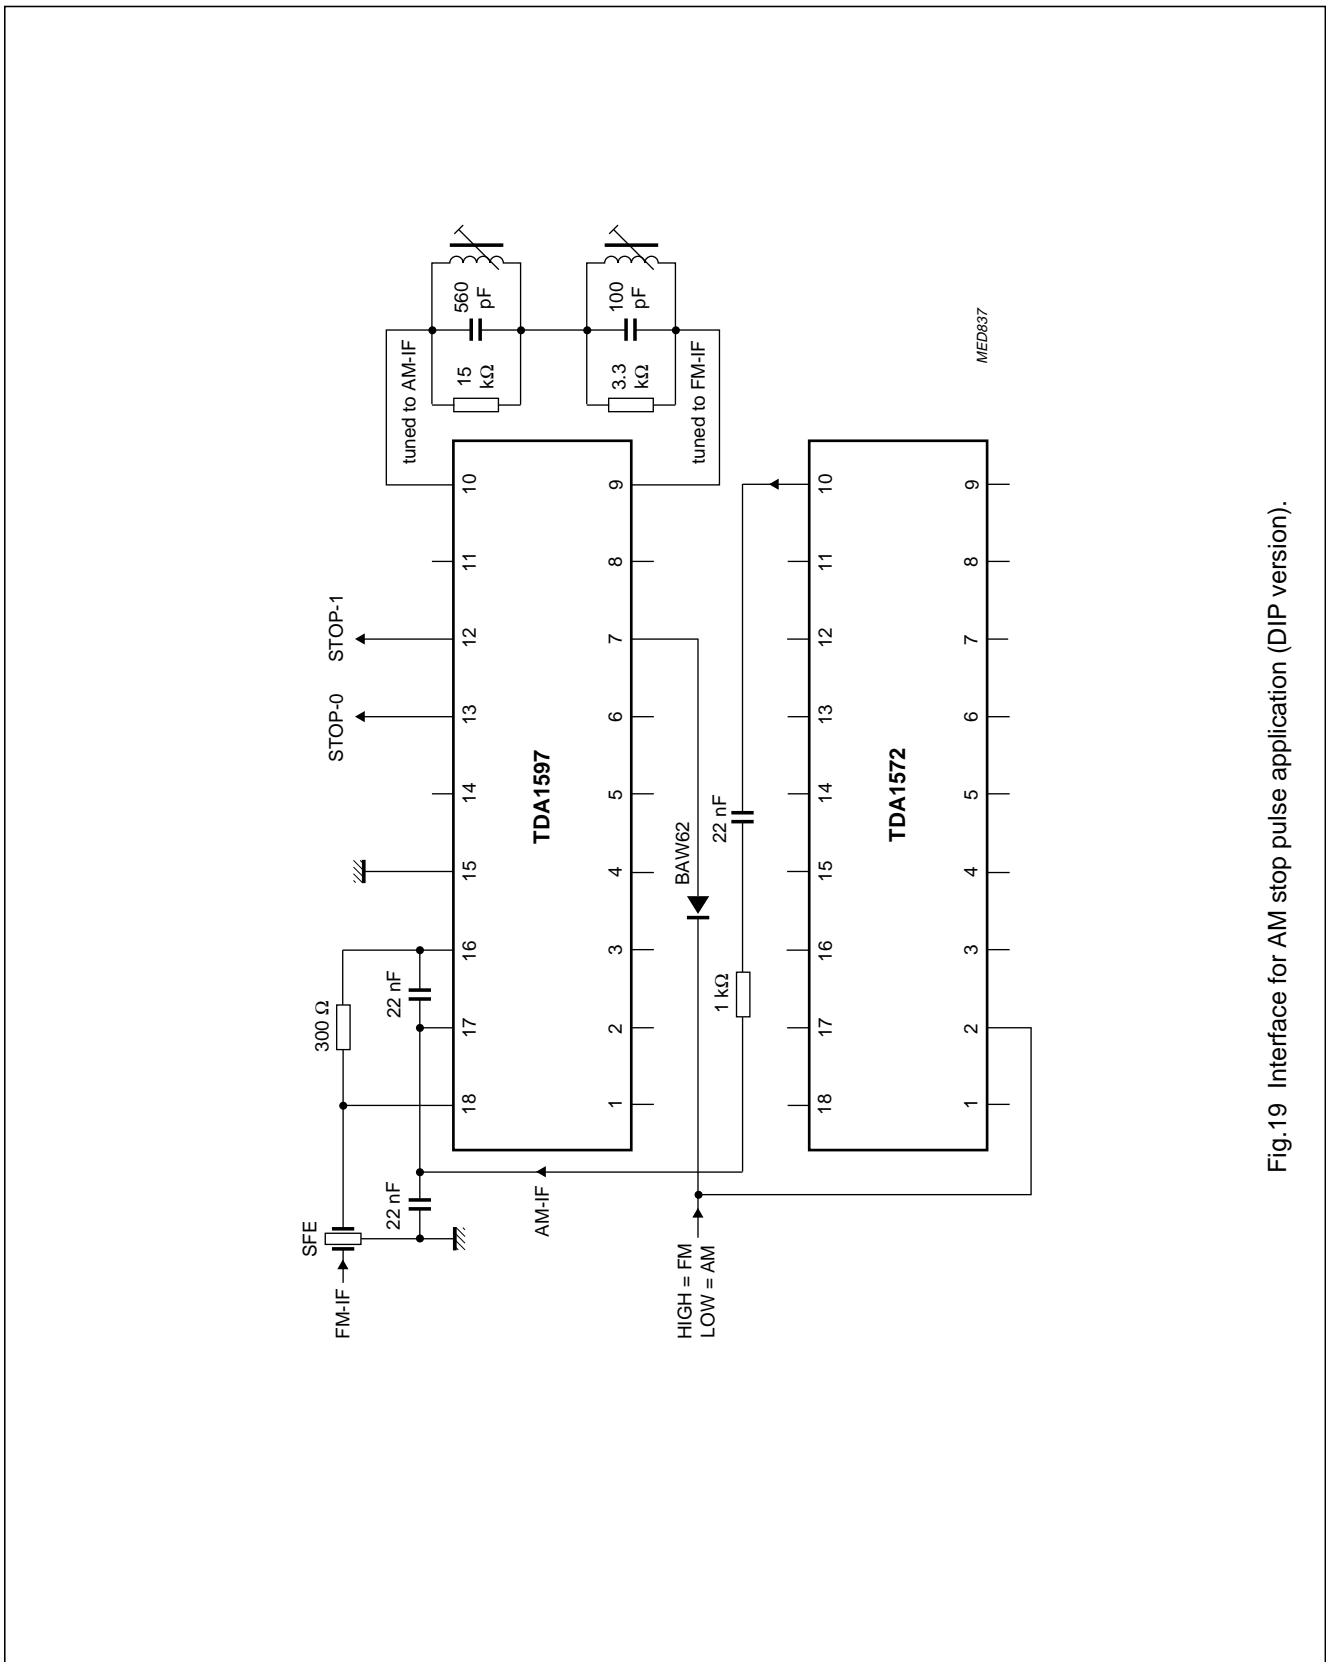 FM-IF
SFE
300 Ω
22 nF
22 nF
STOP-0
STOP-1
18
17
16
15
14
13
12
11
10
TDA1597
1
2
3
4
5
6
7
8
9
tuned to AM-IF
15
kΩ
560
pF
3.3
kΩ
100
pF
tuned to FM-IF
AM-IF
HIGH = FM
LOW = AM
BAW62
1 kΩ
22 nF
18
17
16
15
14
13
12
11
10
TDA1572
1
2
3
4
5
6
7
8
9
MED837
Fig.19 Interface for AM stop pulse application (DIP version).